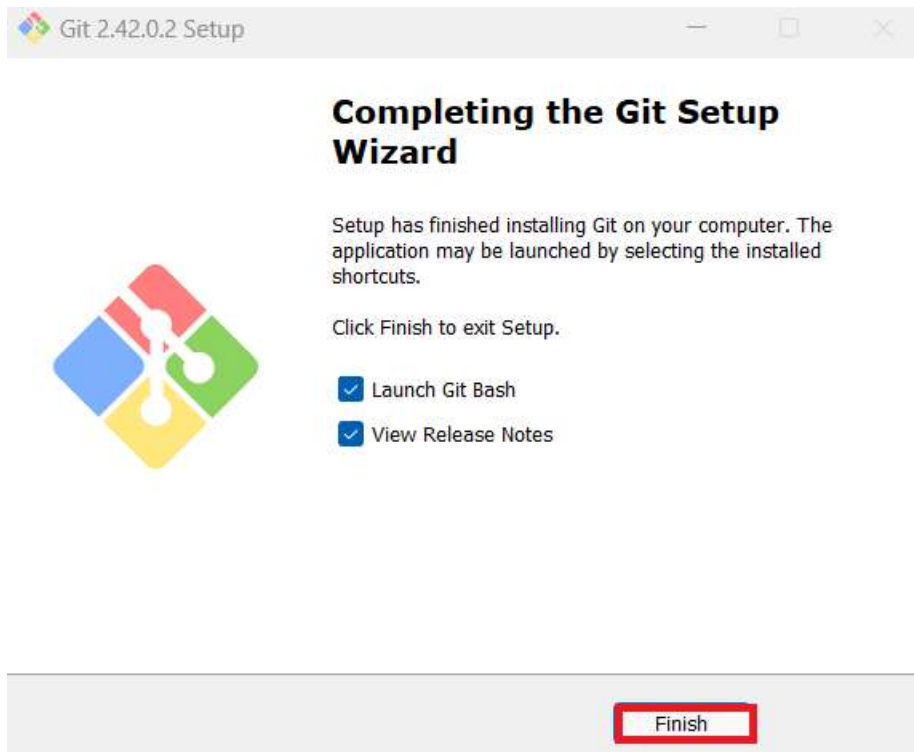 Git 2.42.0.2 Setup
Completing the Git Setup
Wizard
Setup has finished installing Git on your computer. The
application may be launched by selecting the installed
shortcuts.
Click Finish to exit Setup.
Launch Git Bash
View Release Notes
Finish